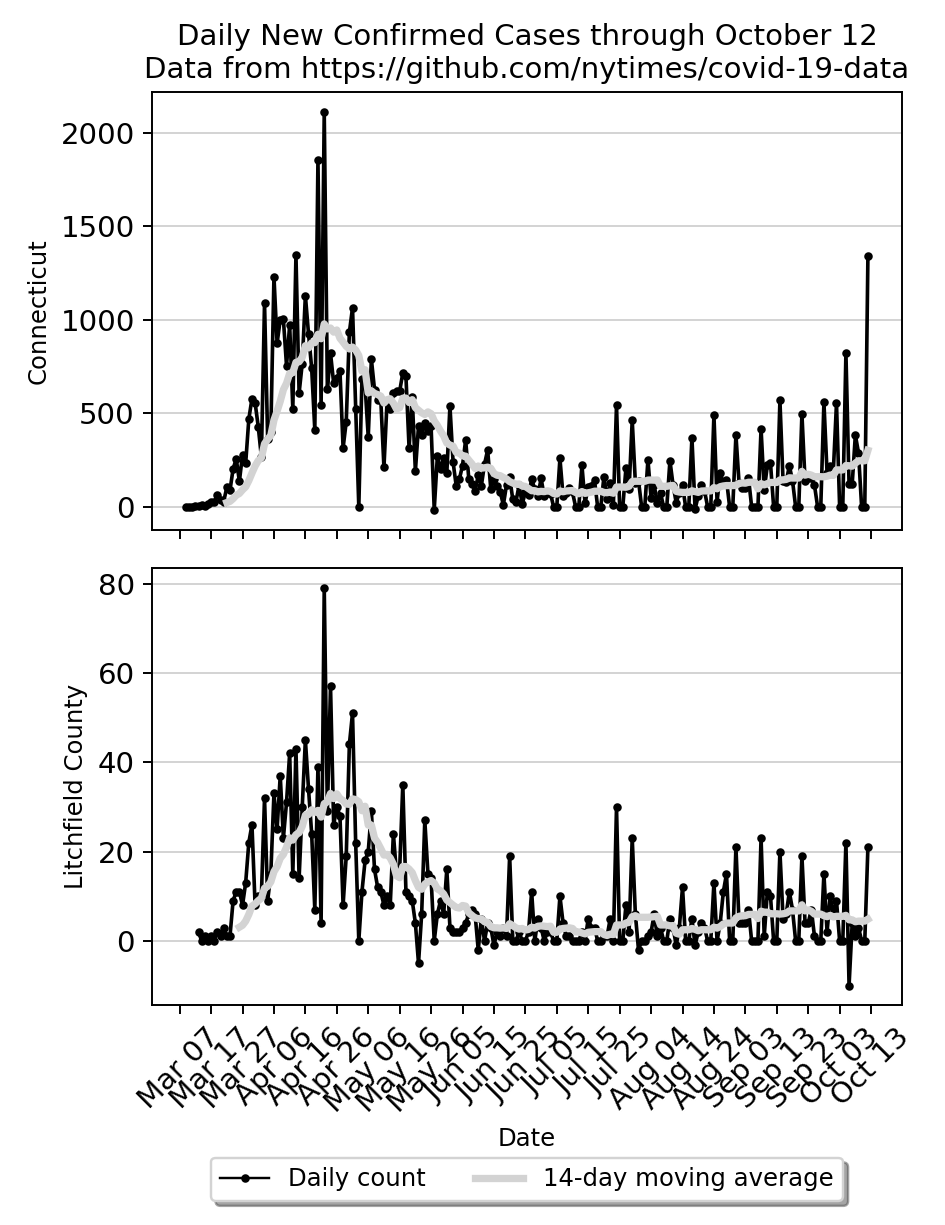 Daily New Confirmed Cases through October 12
Data from https://github.com/nytimes/covid-19-data
Connecticut
2000
1500
1000
500
0
Litchfield County
80
60
40
20
0
Mar 07
Mar 17
Mar 27
Apr 06
Apr 16
Apr 26
May 06
May 16
May 26
Jun 05
Jun 15
Jun 25
Jul 05
Jul 15
Jul 25
Aug 04
Aug 14
Aug 24
Sep 03
Sep 13
Sep 23
Oct 03
Oct 13
Date
Daily count
14-day moving average